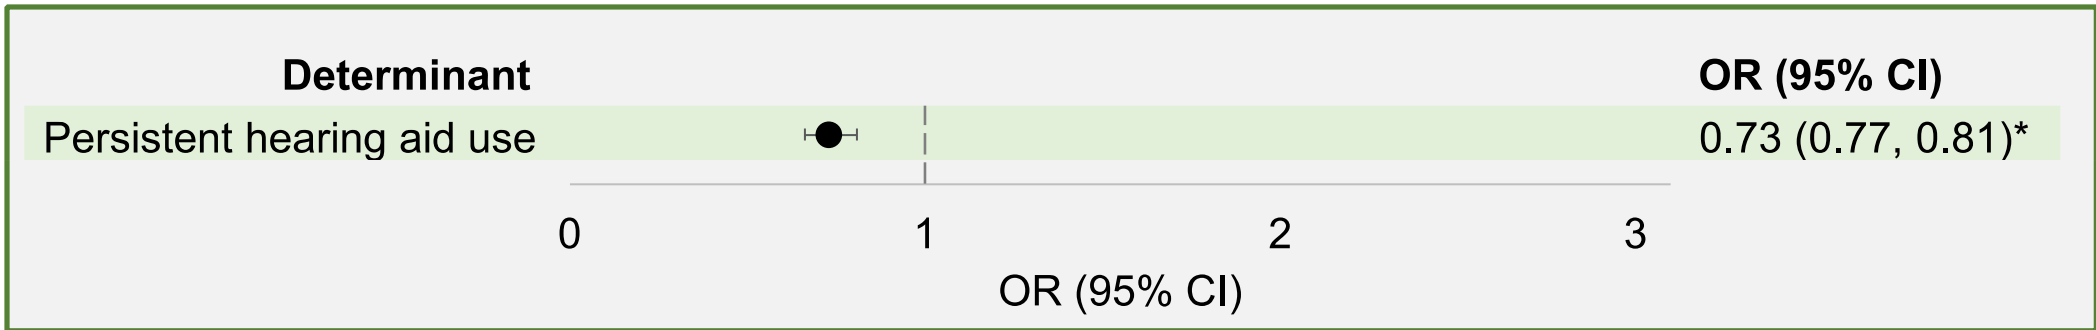 Determinant OR (95% CI)
Persistent hearing aid use 0.73 (0.77, 0.81)*
0 1 2 3
OR (95% CI)